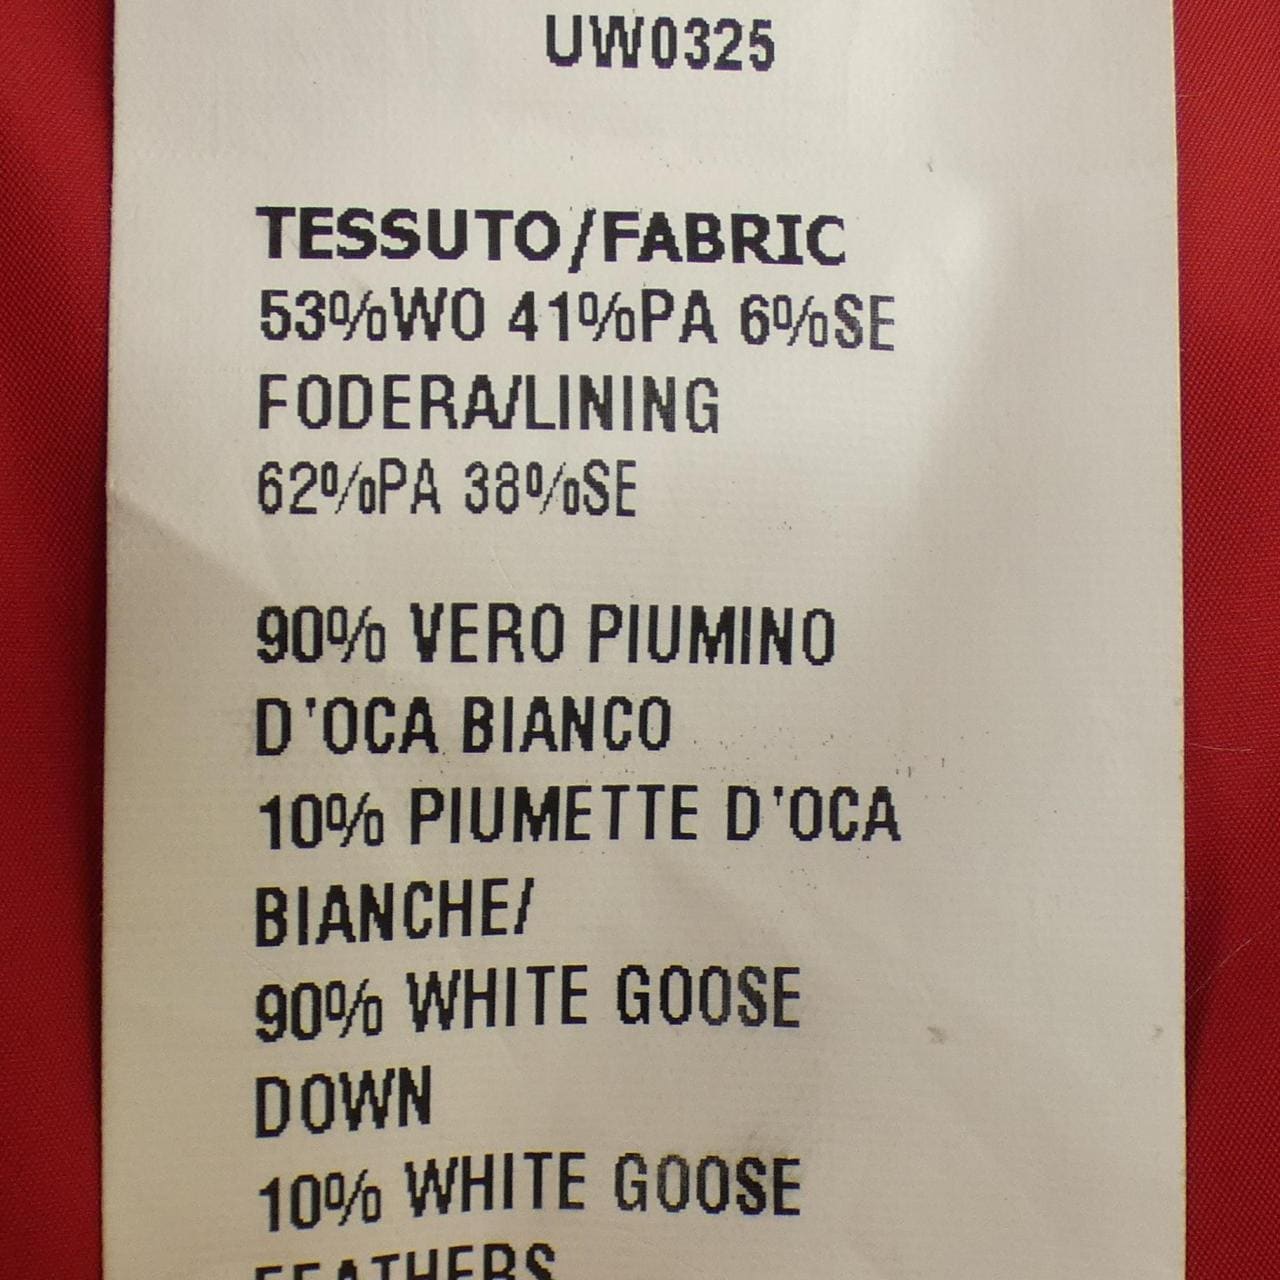 UW0325
TESSUTO/FABRIC
53%WO 41%PA 6%SE
FODERA/LINING
62%PA 38%SE
90% VERO PIUMINO
D'OCA BIANCO
10% PIUMETTE D'OCA
BIANCHE/
90% WHITE GOOSE
DOWN
10% WHITE GOOSE
FEATHERS